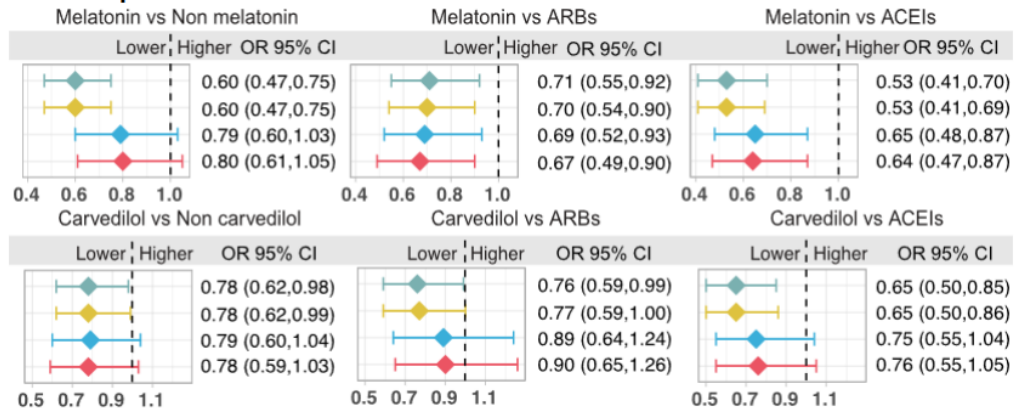 Melatonin vs Non melatonin
Lower Higher OR 95% CI
0.60 (0.47,0.75)
0.60 (0.47,0.75)
0.79 (0.60,1.03)
0.80 (0.61,1.05)
0.4 0.6 0.8 1.0
Melatonin vs ARBs
Lower Higher OR 95% CI
0.71 (0.55,0.92)
0.70 (0.54,0.90)
0.69 (0.52,0.93)
0.67 (0.49,0.90)
0.4 0.6 0.8 1.0
Melatonin vs ACEIs
Lower Higher OR 95% CI
0.53 (0.41,0.70)
0.53 (0.41,0.69)
0.65 (0.48,0.87)
0.64 (0.47,0.87)
0.4 0.6 0.8 1.0
Carvedilol vs Non carvedilol
Lower Higher OR 95% CI
0.78 (0.62,0.98)
0.78 (0.62,0.99)
0.79 (0.60,1.04)
0.78 (0.59,1.03)
0.5 0.7 0.9 1.1
Carvedilol vs ARBs
Lower Higher OR 95% CI
0.76 (0.59,0.99)
0.77 (0.59,1.00)
0.89 (0.64,1.24)
0.90 (0.65,1.26)
0.5 0.7 0.9 1.1
Carvedilol vs ACEIs
Lower Higher OR 95% CI
0.65 (0.50,0.85)
0.65 (0.50,0.86)
0.75 (0.55,1.04)
0.76 (0.55,1.05)
0.5 0.7 0.9 1.1